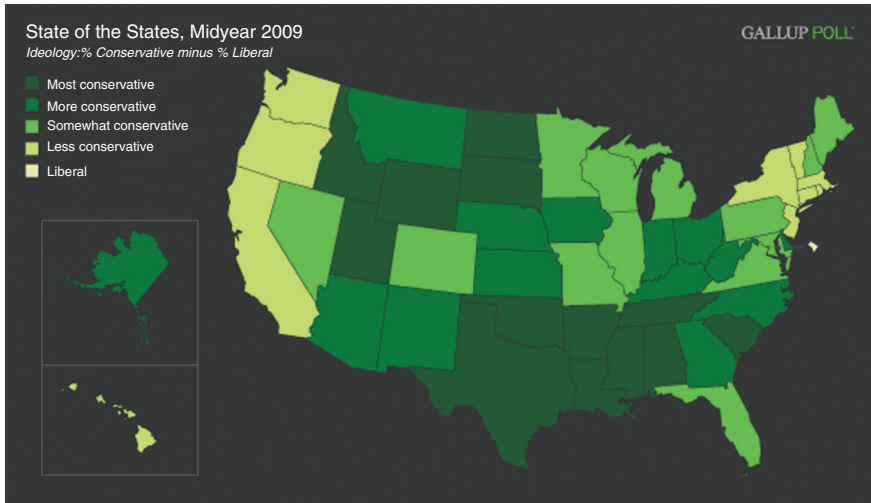 State of the States, Midyear 2009
Ideology:% Conservative minus % Liberal
GALLUP POLL
Most conservative
More conservative
Somewhat conservative
Less conservative
Liberal